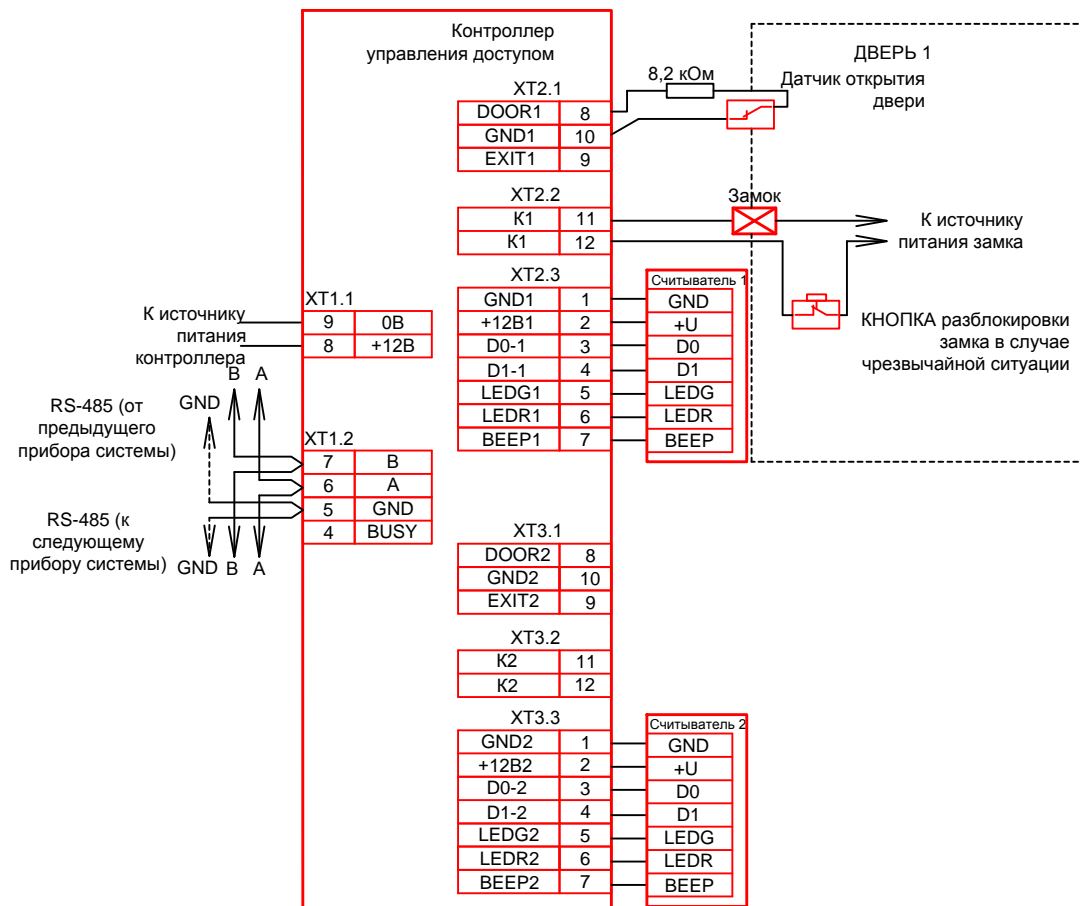 Контроллер
управления доступом
XT2.1
DOOR1 8
GND1 10
EXIT1 9
8,2 кОм
ДВЕРЬ 1
Датчик открытия
двери
XT2.2
К1 11
К1 12
Замок
К источнику
питания замка
XT2.3
GND1 1
+12В1 2
D0-1 3
D1-1 4
LEDG1 5
LEDR1 6
BEEP1 7
Считыватель 1
GND
+U
D0
D1
LEDG
LEDR
BEEP
КНОПКА разблокировки
замка в случае
чрезвычайной ситуации
К источнику
питания
контроллера
XT1.1
9 0В
8 +12В
B A
GND
RS-485 (от
предыдущего
прибора системы)
XT1.2
7 B
6 A
5 GND
4 BUSY
RS-485 (к
следующему
прибору системы)
GND B A
XT3.1
DOOR2 8
GND2 10
EXIT2 9
XT3.2
К2 11
К2 12
XT3.3
GND2 1
+12В2 2
D0-2 3
D1-2 4
LEDG2 5
LEDR2 6
BEEP2 7
Считыватель 2
GND
+U
D0
D1
LEDG
LEDR
BEEP